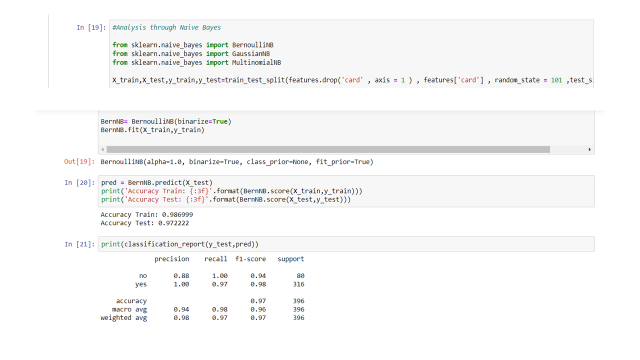 In [19]: #Analysis through Naive Bayes
from sklearn.naive_bayes import BernoulliNB
from sklearn.naive_bayes import GaussianNB
from sklearn.naive_bayes import MultinomialNB
X_train,X_test,y_train,y_test=train_test_split(features.drop('card' , axis = 1 ) , features['card'] , random_state = 101 ,test_s
BernNB= BernoulliNB(binarize=True)
BernNB.fit(X_train,y_train)
Out[19]: BernoulliNB(alpha=1.0, binarize=True, class_prior=None, fit_prior=True)
In [20]: pred = BernNB.predict(X_test)
print('Accuracy Train: {:3f}'.format(BernNB.score(X_train,y_train)))
print('Accuracy Test: {:3f}'.format(BernNB.score(X_test,y_test)))
Accuracy Train: 0.986999
Accuracy Test: 0.972222
In [21]: print(classification_report(y_test,pred))
precision recall f1-score support
no 0.88 1.00 0.94 80
yes 1.00 0.97 0.98 316
accuracy 0.97 396
macro avg 0.94 0.98 0.96 396
weighted avg 0.98 0.97 0.97 396